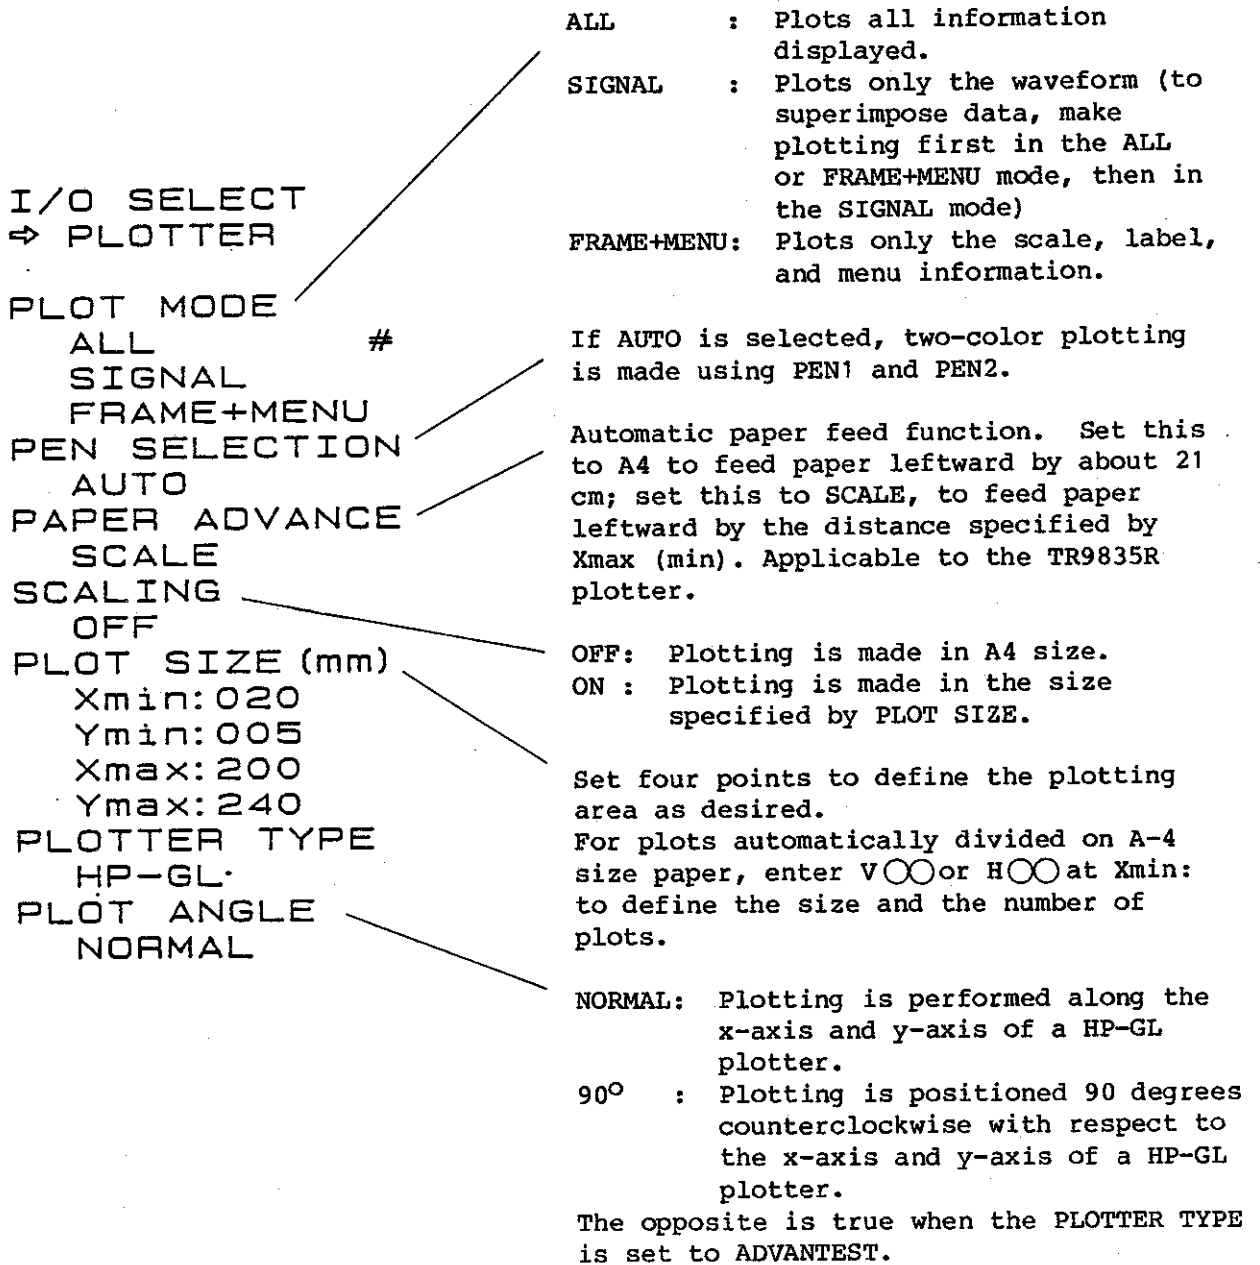 I/O SELECT
⇨ PLOTTER
PLOT MODE
ALL #
SIGNAL
FRAME+MENU
PEN SELECTION
AUTO
PAPER ADVANCE
SCALE
SCALING
OFF
PLOT SIZE (mm)
Xmin:020
Ymin:005
Xmax:200
Ymax:240
PLOTTER TYPE
HP-GL
PLOT ANGLE
NORMAL
ALL : Plots all information
displayed.
SIGNAL : Plots only the waveform (to
superimpose data, make
plotting first in the ALL
or FRAME+MENU mode, then in
the SIGNAL mode)
FRAME+MENU: Plots only the scale, label,
and menu information.
If AUTO is selected, two-color plotting
is made using PEN1 and PEN2.
Automatic paper feed function. Set this
to A4 to feed paper leftward by about 21
cm; set this to SCALE, to feed paper
leftward by the distance specified by
Xmax (min). Applicable to the TR9835R
plotter.
OFF: Plotting is made in A4 size.
ON : Plotting is made in the size
specified by PLOT SIZE.
Set four points to define the plotting
area as desired.
For plots automatically divided on A-4
size paper, enter V◯◯or H◯◯at Xmin:
to define the size and the number of
plots.
NORMAL: Plotting is performed along the
x-axis and y-axis of a HP-GL
plotter.
90° : Plotting is positioned 90 degrees
counterclockwise with respect to
the x-axis and y-axis of a HP-GL
plotter.
The opposite is true when the PLOTTER TYPE
is set to ADVANTEST.